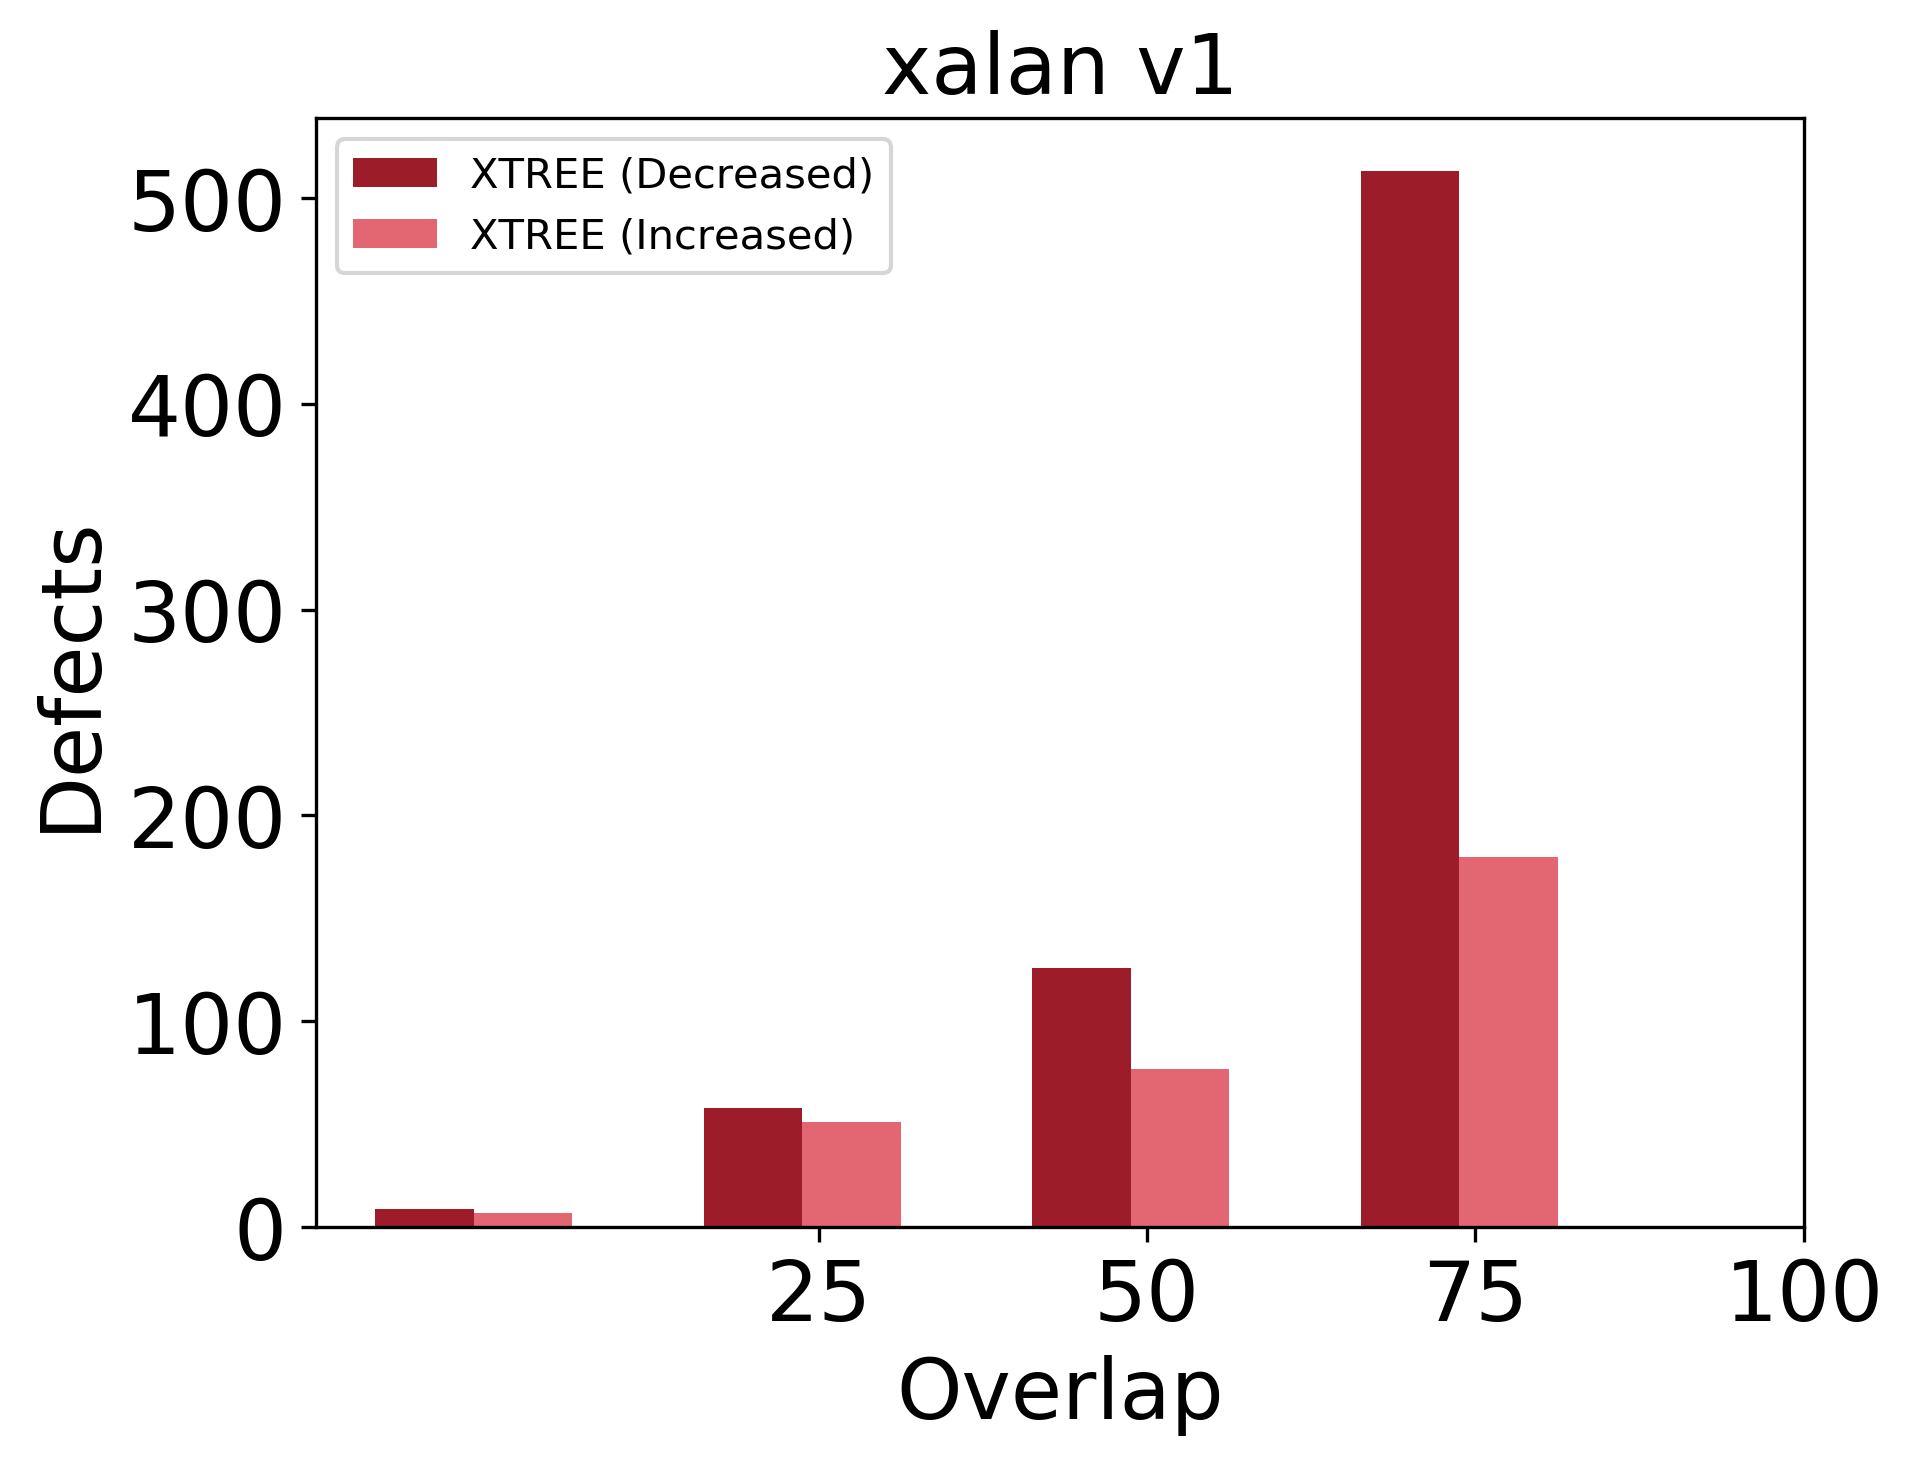 xalan v1
XTREE (Decreased)
XTREE (Increased)
500
400
300
200
100
0
Defects
25 50 75 100
Overlap